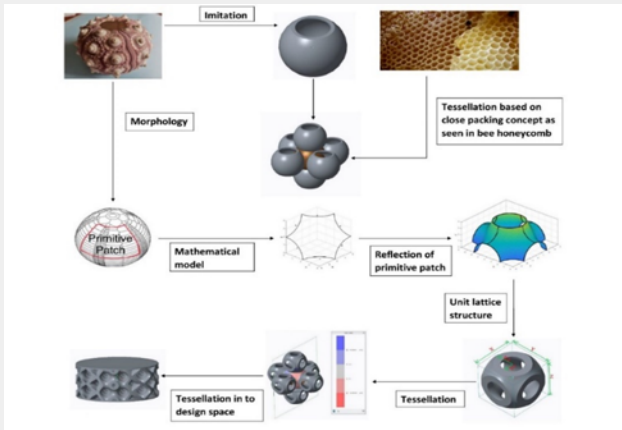 Imitation
Tessellation based on
close packing concept as
seen in bee honeycomb
Morphology
Primitive
Patch
Mathematical
model
Reflection of
primitive patch
Unit lattice
structure
Tessellation in to
design space
Tessellation